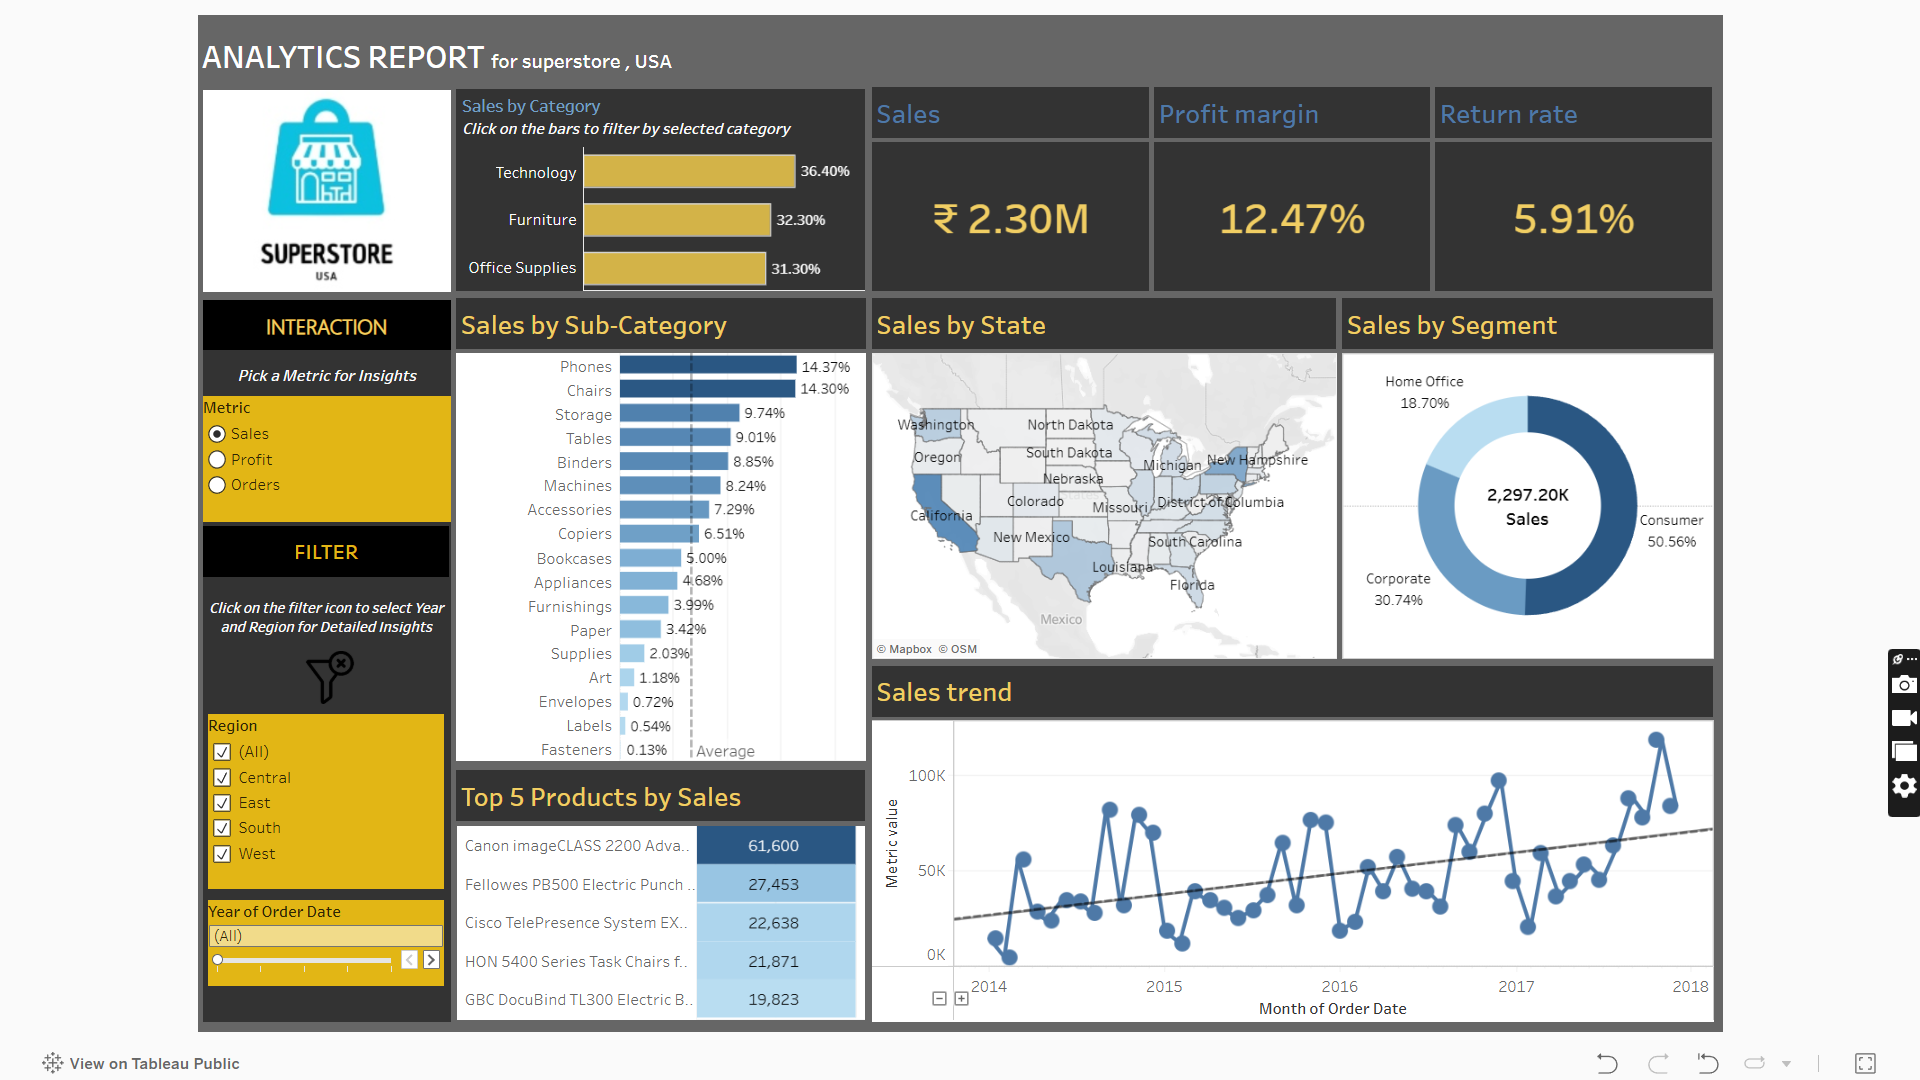 ANALYTICS REPORT for superstore , USA
SUPERSTORE
USA
Sales by Category
Click on the bars to filter by selected category
Technology 36.40%
Furniture 32.30%
Office Supplies 31.30%
Sales
₹ 2.30M
Profit margin
12.47%
Return rate
5.91%
INTERACTION
Pick a Metric for Insights
Metric
Sales
Profit
Orders
FILTER
Click on the filter icon to select Year
and Region for Detailed Insights
Region
(All)
Central
East
South
West
Year of Order Date
(All)
Sales by Sub-Category
Phones 14.37%
Chairs 14.30%
Storage 9.74%
Tables 9.01%
Binders 8.85%
Machines 8.24%
Accessories 7.29%
Copiers 6.51%
Bookcases 5.00%
Appliances 4.68%
Furnishings 3.99%
Paper 3.42%
Supplies 2.03%
Art 1.18%
Envelopes 0.72%
Labels 0.54%
Fasteners 0.13%
Average
Top 5 Products by Sales
Canon imageCLASS 2200 Adva.. 61,600
Fellowes PB500 Electric Punch .. 27,453
Cisco TelePresence System EX.. 22,638
HON 5400 Series Task Chairs f.. 21,871
GBC DocuBind TL300 Electric B.. 19,823
Sales by State
Washington
North Dakota
Oregon
South Dakota
Michigan
New Hampshire
Nebraska
Colorado
Missouri
District of Columbia
California
New Mexico
South Carolina
Louisiana
Florida
Mexico
© Mapbox © OSM
Sales by Segment
Home Office
18.70%
2,297.20K
Sales
Consumer
50.56%
Corporate
30.74%
Sales trend
Metric value
100K
50K
0K
2014 2015 2016 2017 2018
Month of Order Date
View on Tableau Public